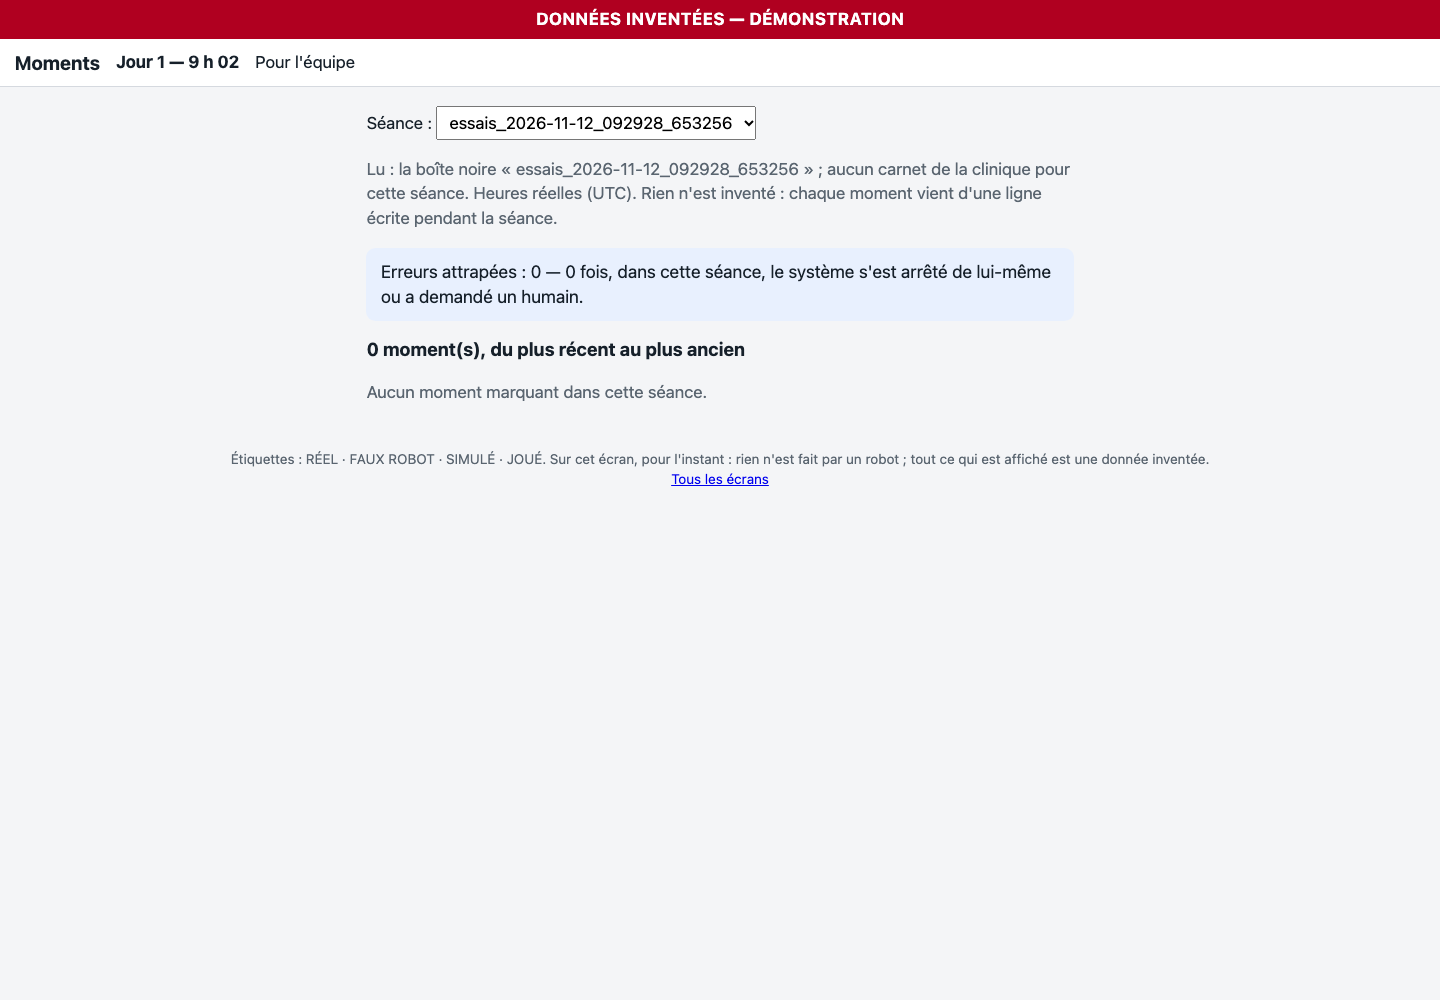 DONNÉES INVENTÉES — DÉMONSTRATION
Moments Jour 1 — 9 h 02 Pour l'équipe
Séance : essais_2026-11-12_092928_653256
Lu : la boîte noire « essais_2026-11-12_092928_653256 » ; aucun carnet de la clinique pour
cette séance. Heures réelles (UTC). Rien n'est inventé : chaque moment vient d'une ligne
écrite pendant la séance.
Erreurs attrapées : 0 — 0 fois, dans cette séance, le système s'est arrêté de lui-même
ou a demandé un humain.
0 moment(s), du plus récent au plus ancien
Aucun moment marquant dans cette séance.
Étiquettes : RÉEL · FAUX ROBOT · SIMULÉ · JOUÉ. Sur cet écran, pour l'instant : rien n'est fait par un robot ; tout ce qui est affiché est une donnée inventée.
Tous les écrans